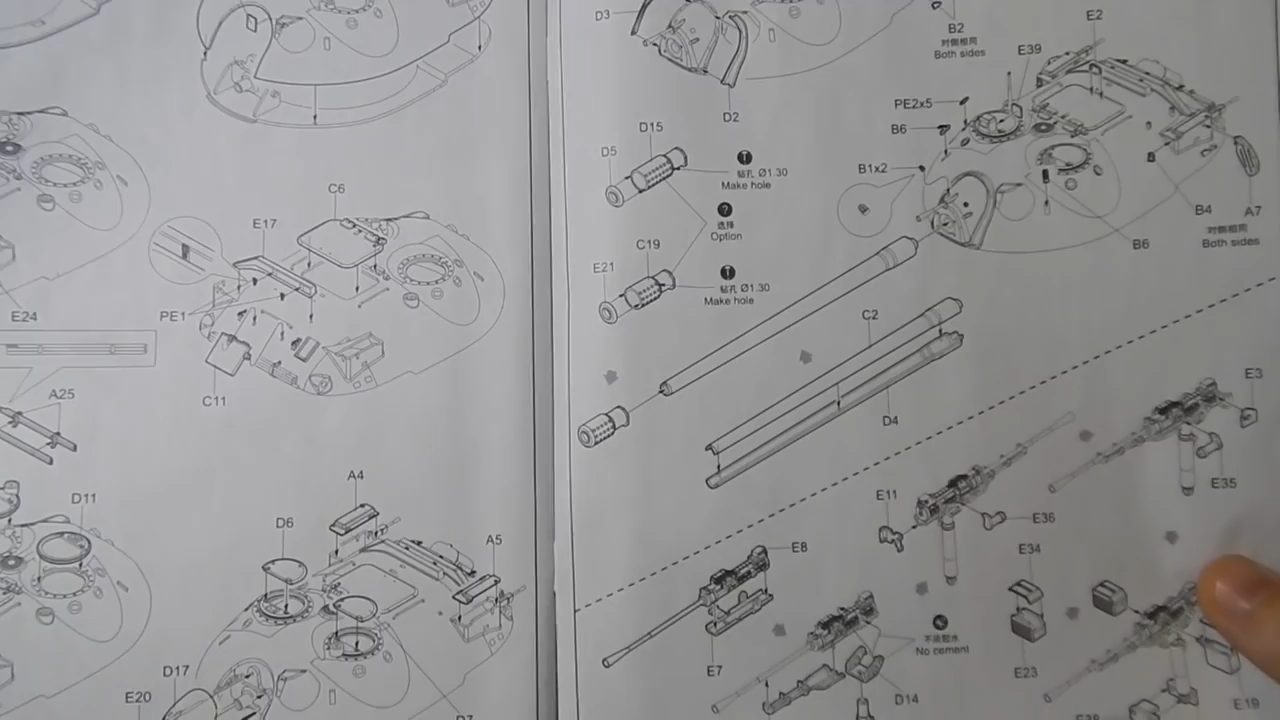 C6
E17
PE1
C11
E24
A25
D11
D6
A4
A5
D17
E20
D3
D2
B2
对侧相同
Both sides
E2
E39
PE2x5
B6
B1x2
D15
D5
钻孔 Ø1.30
Make hole
?
选择
Option
C19
E21
钻孔 Ø1.30
Make hole
B4
A7
对侧相同
Both sides
B6
C2
D4
E3
E35
E11
E36
E34
E23
E8
E7
不涂胶水
No cement
D14
E19